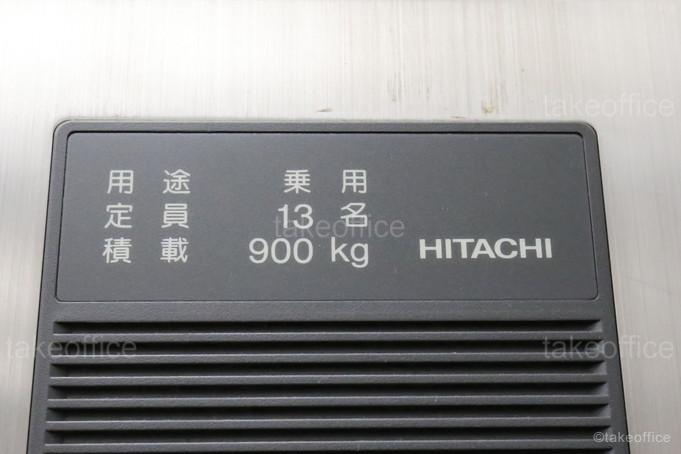 takeoffice
用途 乗用
定員 13名
takeoffice
積載 900 kg HITACHI
takeoffice takeoffice
©takeoffice